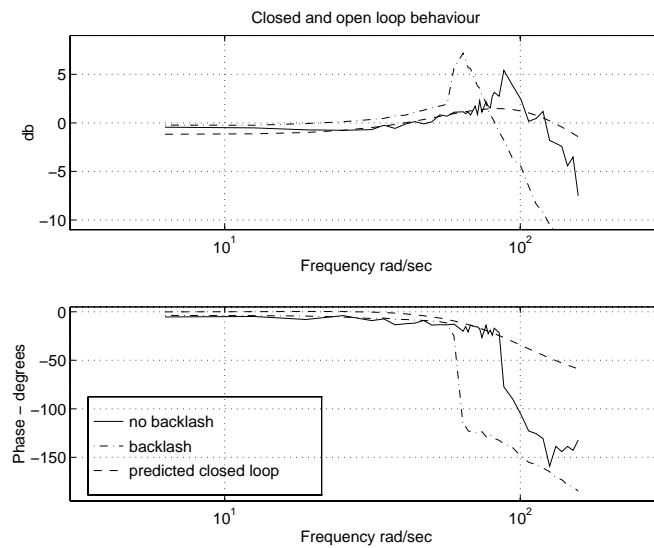 Closed and open loop behaviour
5
0
−5
−10
db
10^1
10^2
Frequency rad/sec
0
−50
−100
−150
Phase − degrees
no backlash
backlash
predicted closed loop
10^1
10^2
Frequency rad/sec